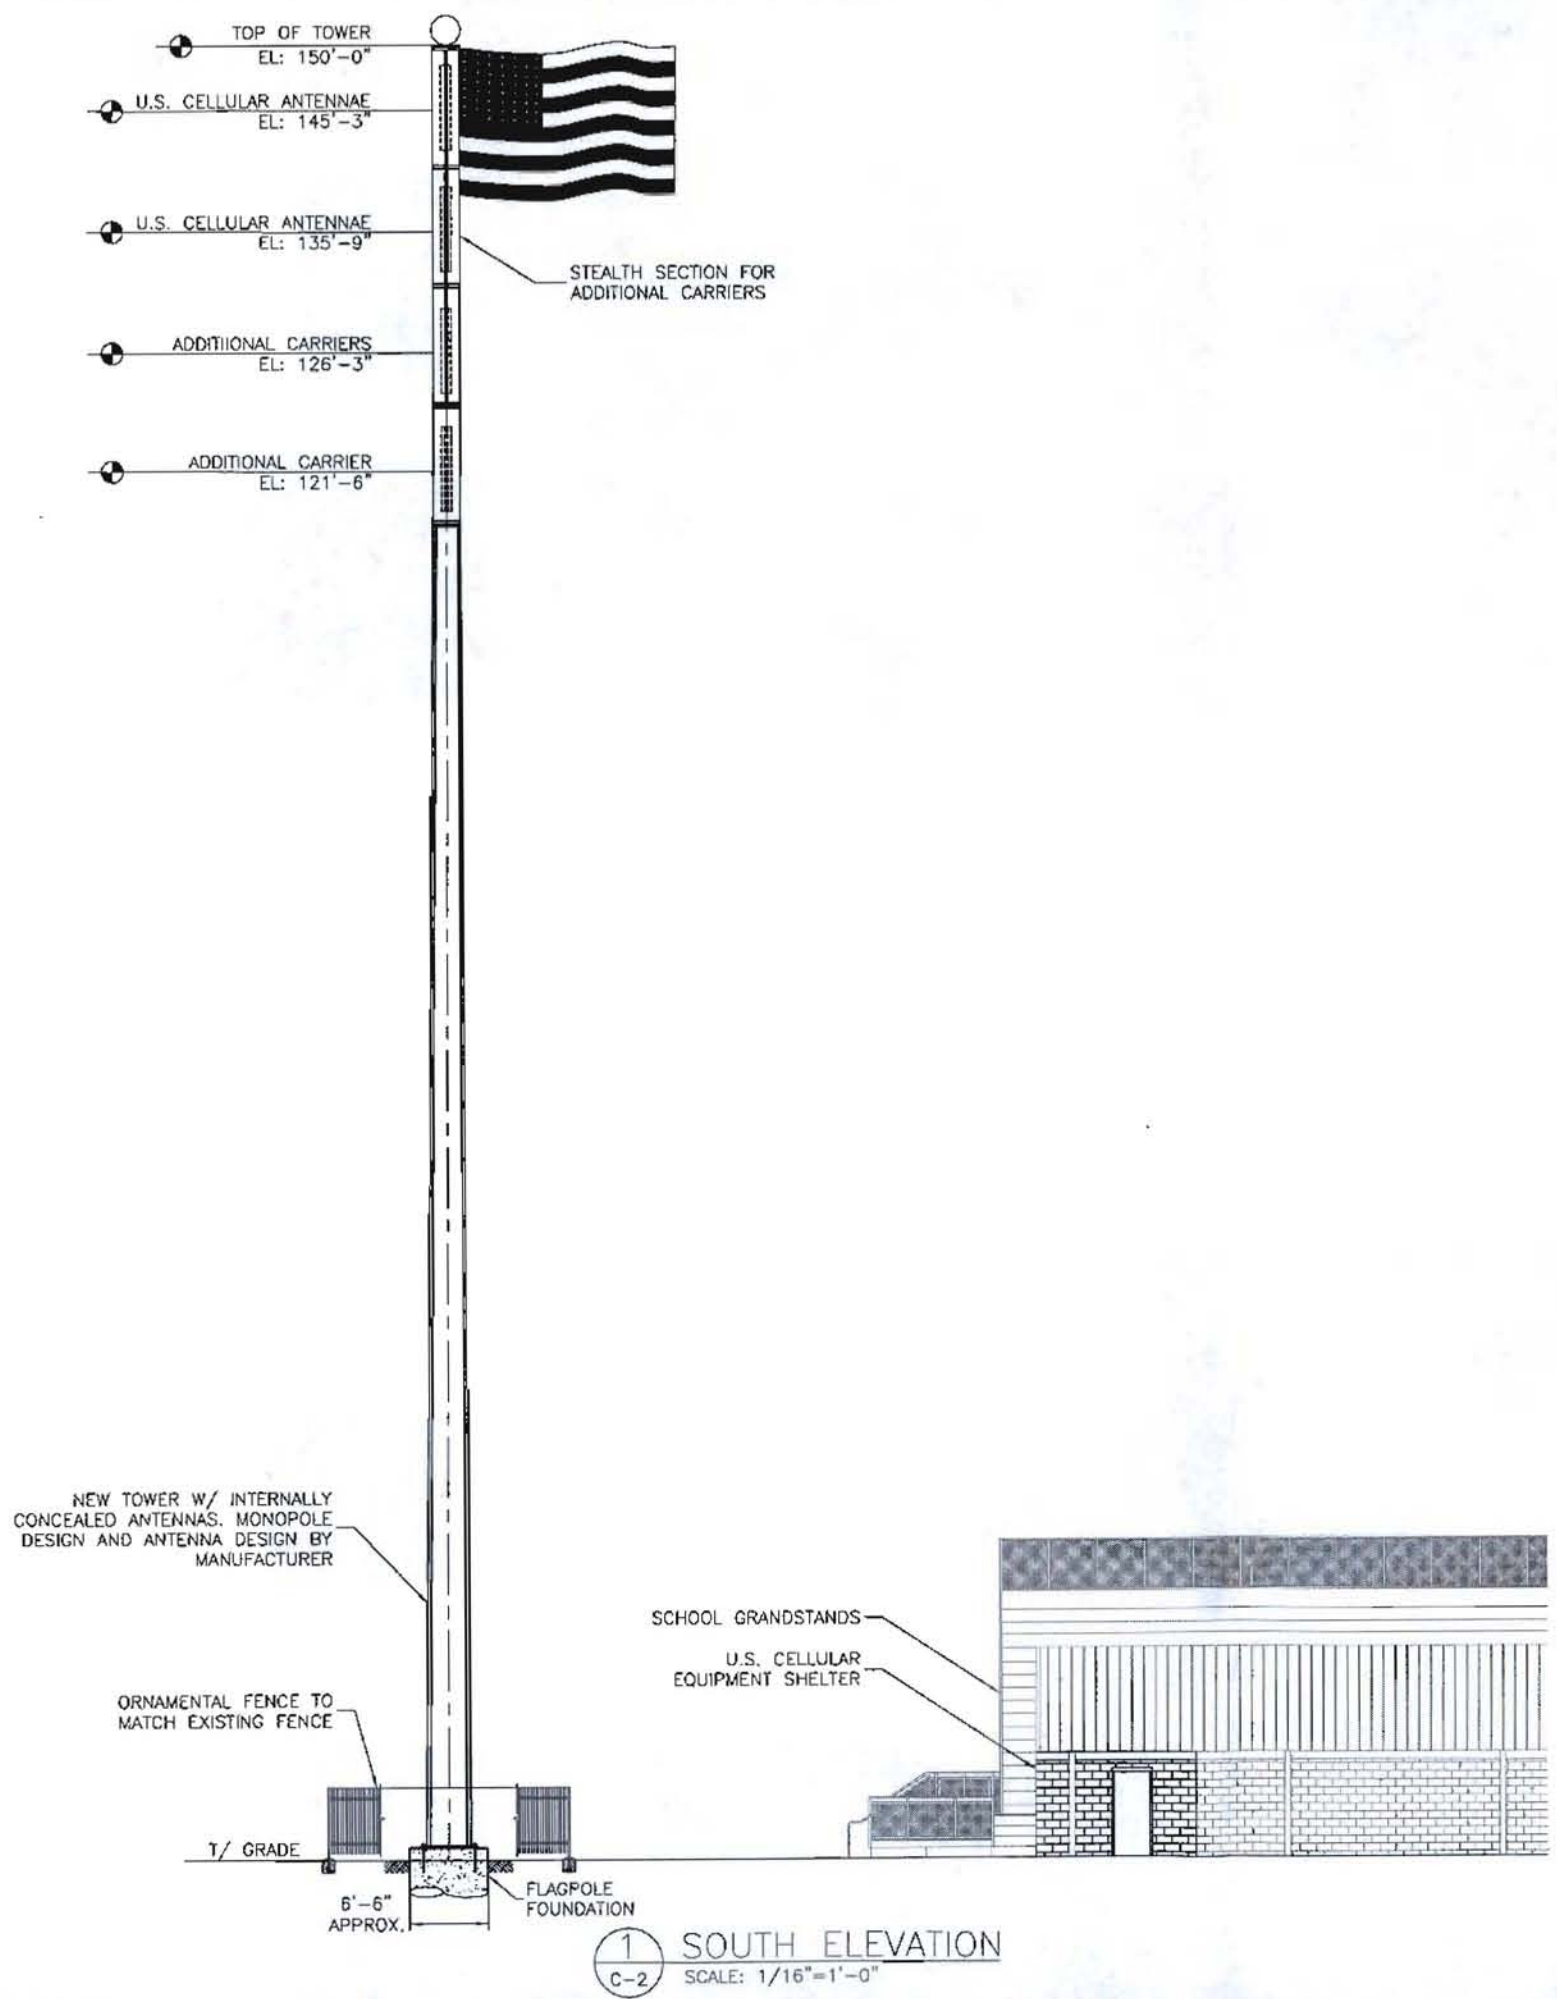 TOP OF TOWER
EL: 150'-0"
U.S. CELLULAR ANTENNAE
EL: 145'-3"
U.S. CELLULAR ANTENNAE
EL: 135'-9"
STEALTH SECTION FOR
ADDITIONAL CARRIERS
ADDITIIONAL CARRIERS
EL: 126'-3"
ADDITIONAL CARRIER
EL: 121'-6"
NEW TOWER W/ INTERNALLY
CONCEALED ANTENNAS. MONOPOLE
DESIGN AND ANTENNA DESIGN BY
MANUFACTURER
SCHOOL GRANDSTANDS
U.S. CELLULAR
EQUIPMENT SHELTER
ORNAMENTAL FENCE TO
MATCH EXISTING FENCE
T/ GRADE
6'-6"
APPROX.
FLAGPOLE
FOUNDATION
1
C-2
SOUTH ELEVATION
SCALE: 1/16"=1'-0"